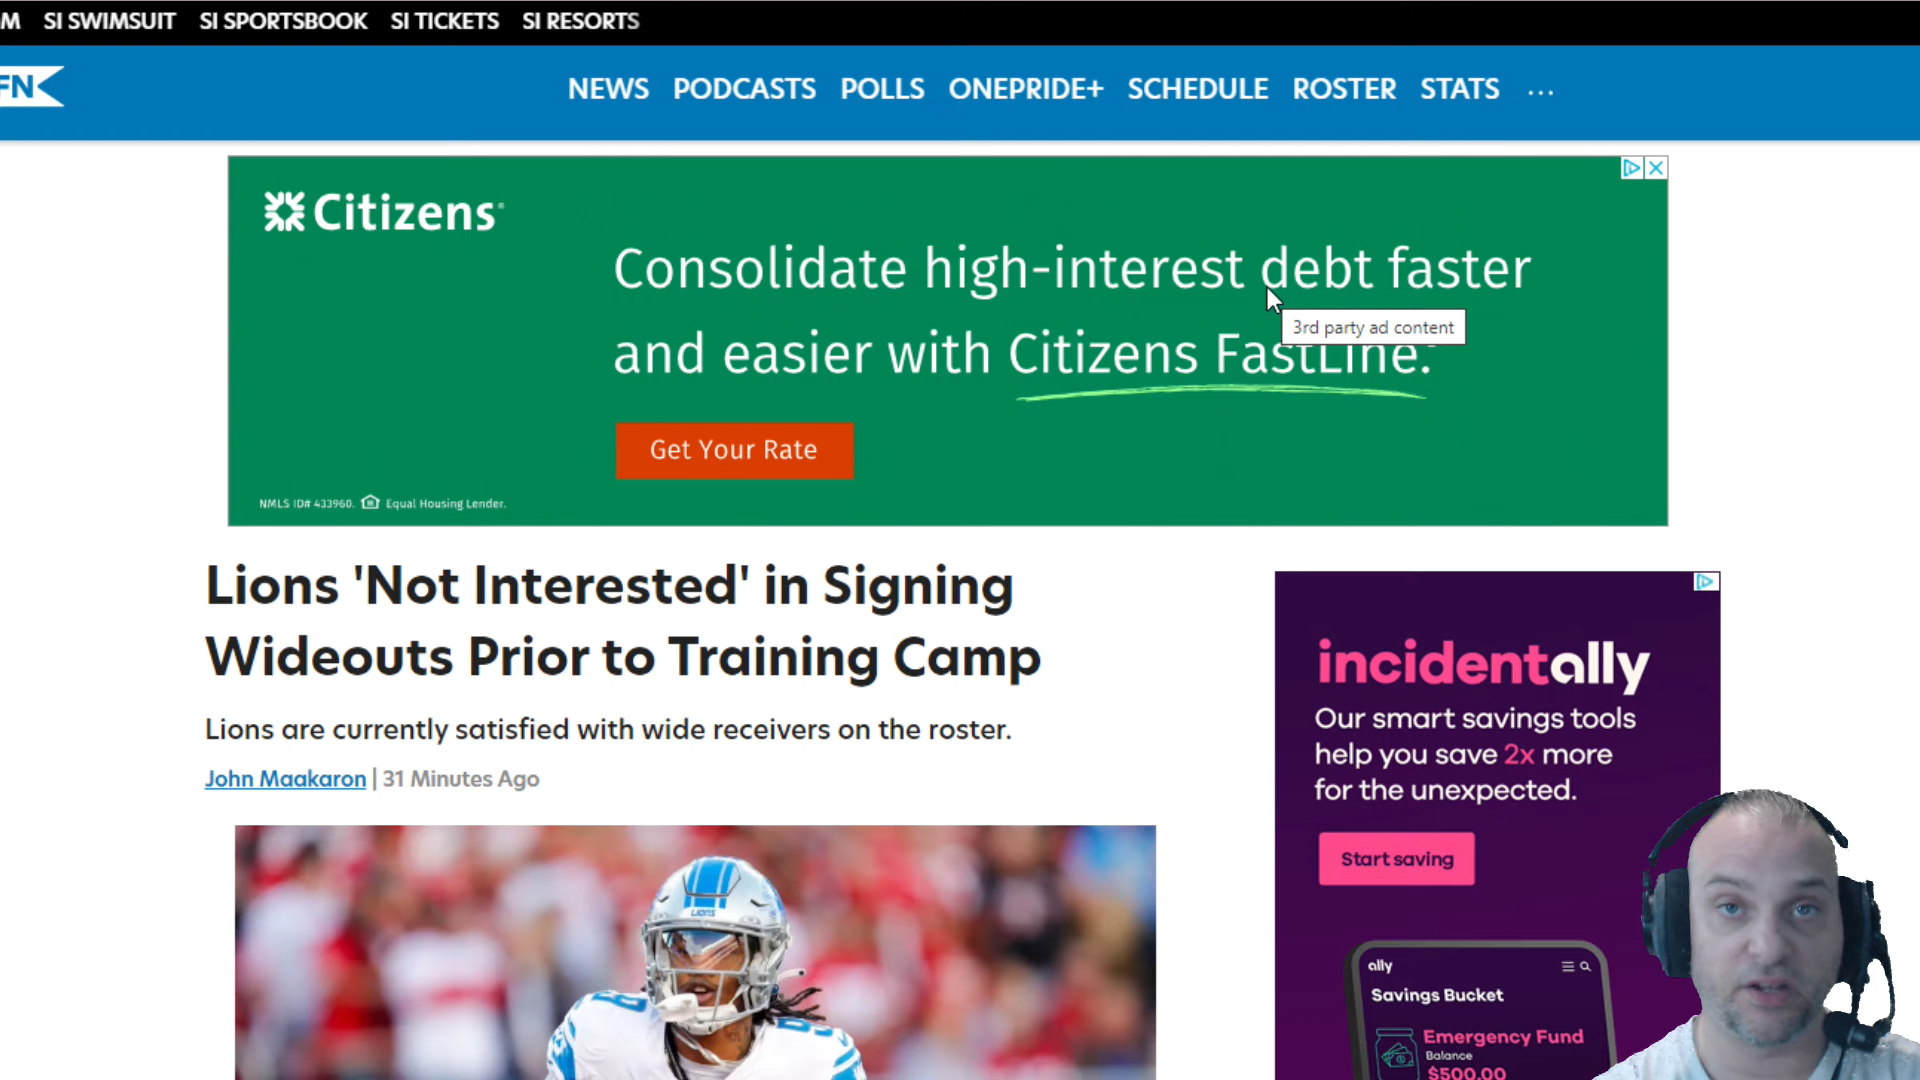 M SI SWIMSUIT SI SPORTSBOOK SI TICKETS SI RESORTS
FN NEWS PODCASTS POLLS ONEPRIDE+ SCHEDULE ROSTER STATS ...
Citizens
Consolidate high-interest debt faster
3rd party ad content
and easier with Citizens FastLine.
Get Your Rate
NMLS ID# 433960. Equal Housing Lender.
Lions 'Not Interested' in Signing
Wideouts Prior to Training Camp
Lions are currently satisfied with wide receivers on the roster.
John Maakaron | 31 Minutes Ago
LIONS
9 9
incidentally
Our smart savings tools
help you save 2x more
for the unexpected.
Start saving
ally
Savings Bucket
Emergency Fund
Balance
$500.00